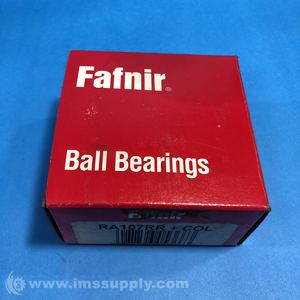 Fafnir®
Ball Bearings
RA107RR + COL
© www.imssupply.com